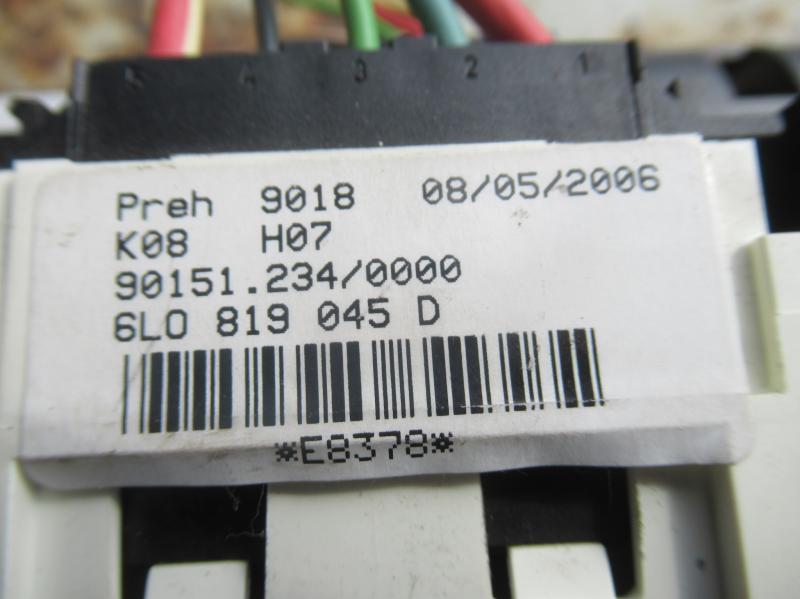 5 4 3 2 1
Preh 9018 08/05/2006
K08 H07
90151.234/0000
6L0 819 045 D
*E8378*